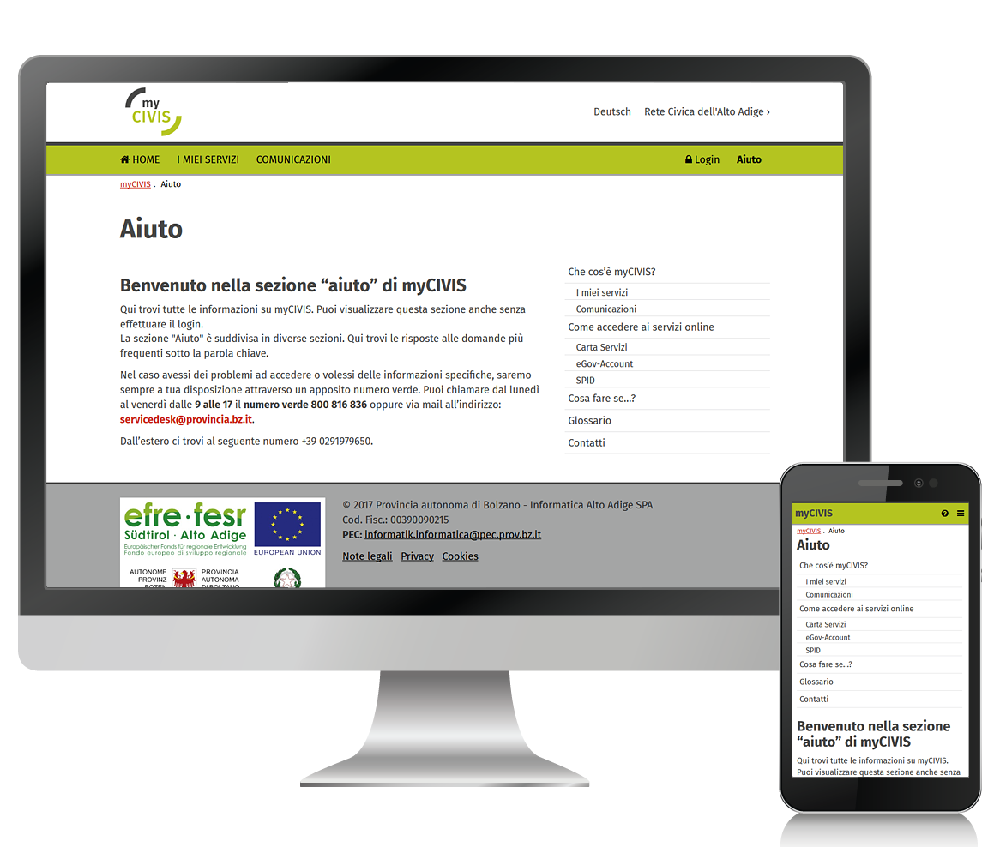 my
CIVIS
Deutsch Rete Civica dell'Alto Adige ›
HOME I MIEI SERVIZI COMUNICAZIONI Login Aiuto
myCIVIS . Aiuto
Aiuto
Benvenuto nella sezione “aiuto” di myCIVIS
Qui trovi tutte le informazioni su myCIVIS. Puoi visualizzare questa sezione anche senza
effettuare il login.
La sezione "Aiuto" è suddivisa in diverse sezioni. Qui trovi le risposte alle domande più
frequenti sotto la parola chiave.
Nel caso avessi dei problemi ad accedere o volessi delle informazioni specifiche, saremo
sempre a tua disposizione attraverso un apposito numero verde. Puoi chiamare dal lunedì
al venerdì dalle 9 alle 17 il numero verde 800 816 836 oppure via mail all’indirizzo:
servicedesk@provincia.bz.it.
Dall’estero ci trovi al seguente numero +39 0291979650.
Che cos’è myCIVIS?
I miei servizi
Comunicazioni
Come accedere ai servizi online
Carta Servizi
eGov-Account
SPID
Cosa fare se...?
Glossario
Contatti
efre·fesr
Südtirol · Alto Adige
Europäischer Fonds für regionale Entwicklung
Fondo europeo di sviluppo regionale
EUROPEAN UNION
AUTONOME
PROVINZ
BOZEN
PROVINCIA
AUTONOMA
DI BOLZANO
© 2017 Provincia autonoma di Bolzano - Informatica Alto Adige SPA
Cod. Fisc.: 00390090215
PEC: informatik.informatica@pec.prov.bz.it
Note legali Privacy Cookies
myCIVIS
myCIVIS . Aiuto
Aiuto
Che cos’è myCIVIS?
I miei servizi
Comunicazioni
Come accedere ai servizi online
Carta Servizi
eGov-Account
SPID
Cosa fare se...?
Glossario
Contatti
Benvenuto nella sezione
“aiuto” di myCIVIS
Qui trovi tutte le informazioni su myCIVIS.
Puoi visualizzare questa sezione anche senza